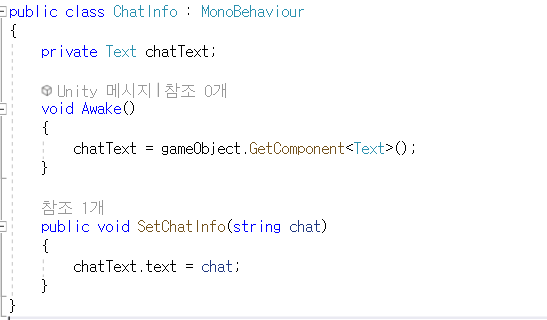 public class ChatInfo : MonoBehaviour
{
private Text chatText;
Unity 메시지|참조 0개
void Awake()
{
chatText = gameObject.GetComponent<Text>();
}
참조 1개
public void SetChatInfo(string chat)
{
chatText.text = chat;
}
}